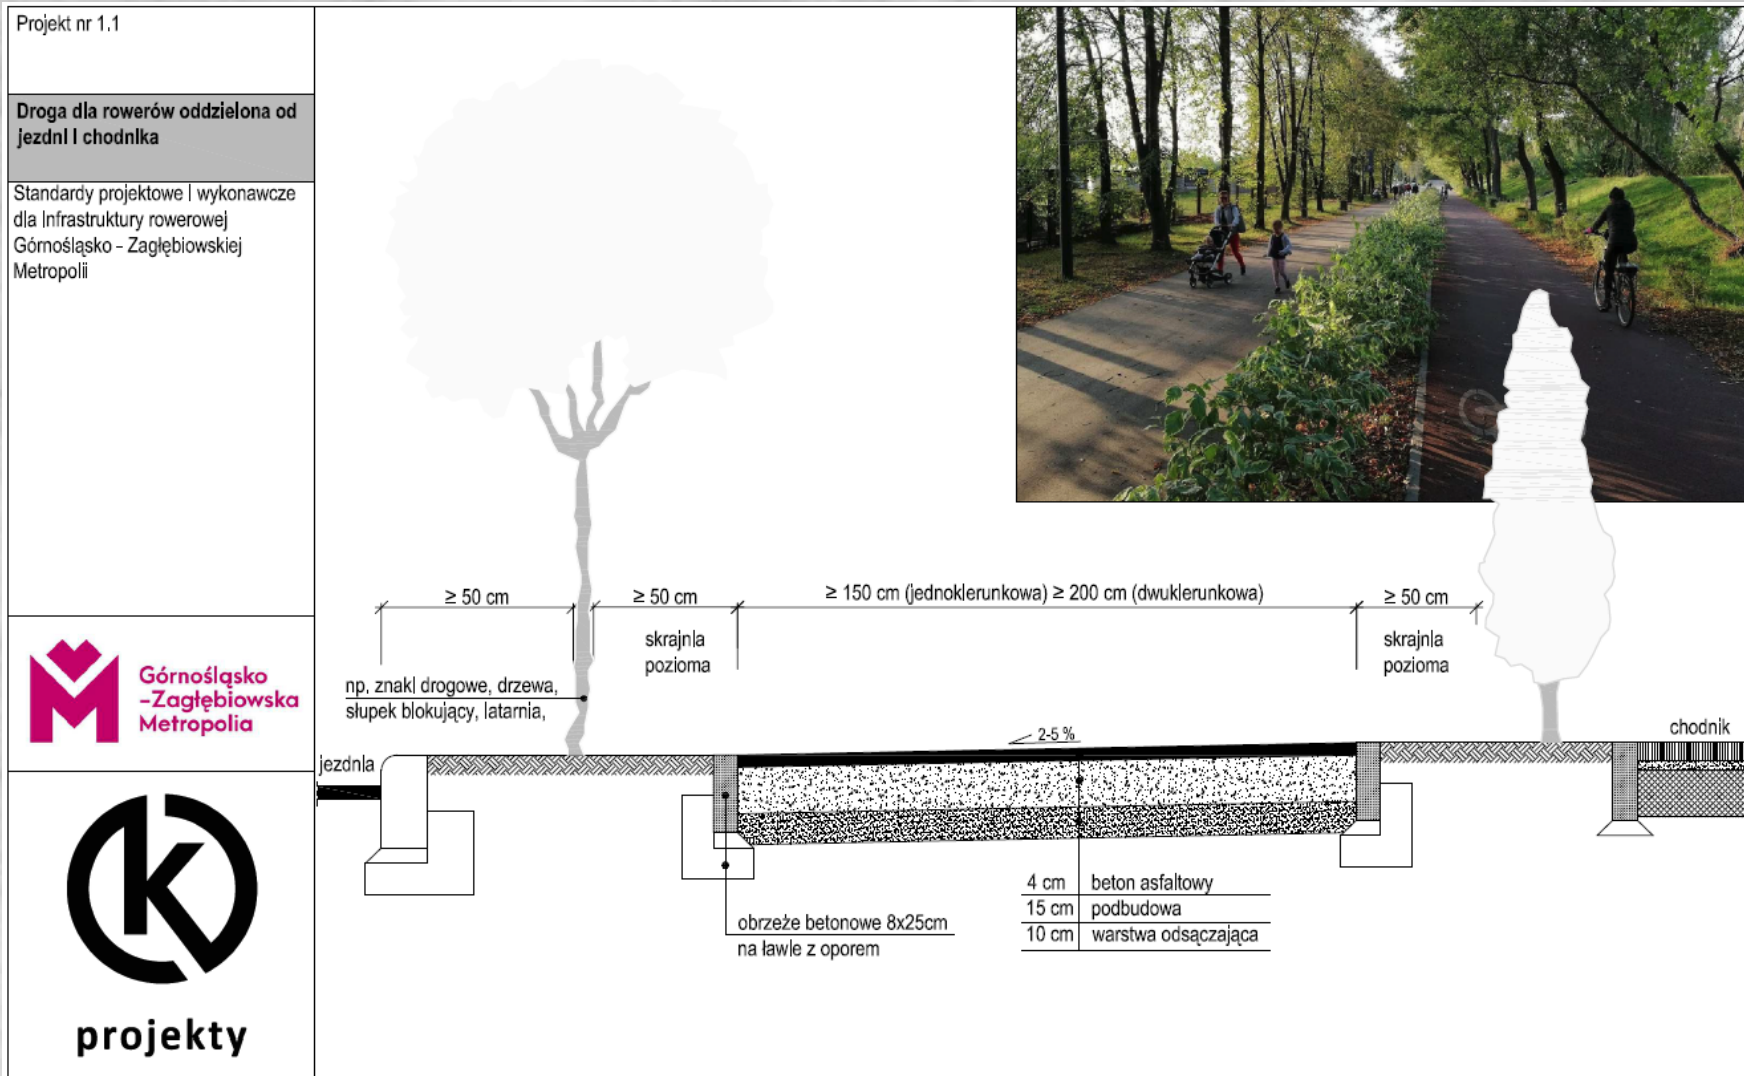 Projekt nr 1.1
Droga dla rowerów oddzielona od
jezdni i chodnika
Standardy projektowe i wykonawcze
dla infrastruktury rowerowej
Górnośląsko - Zagłębiowskiej
Metropolii
Górnośląsko
-Zagłębiowska
Metropolia
K
projekty
≥ 50 cm
≥ 50 cm
≥ 150 cm (jednokierunkowa) ≥ 200 cm (dwukierunkowa)
≥ 50 cm
skrajnia
pozioma
skrajnia
pozioma
np. znaki drogowe, drzewa,
słupek blokujący, latarnia,
jezdnia
2-5 %
chodnik
4 cm beton asfaltowy
15 cm podbudowa
10 cm warstwa odsączająca
obrzeże betonowe 8x25cm
na ławie z oporem